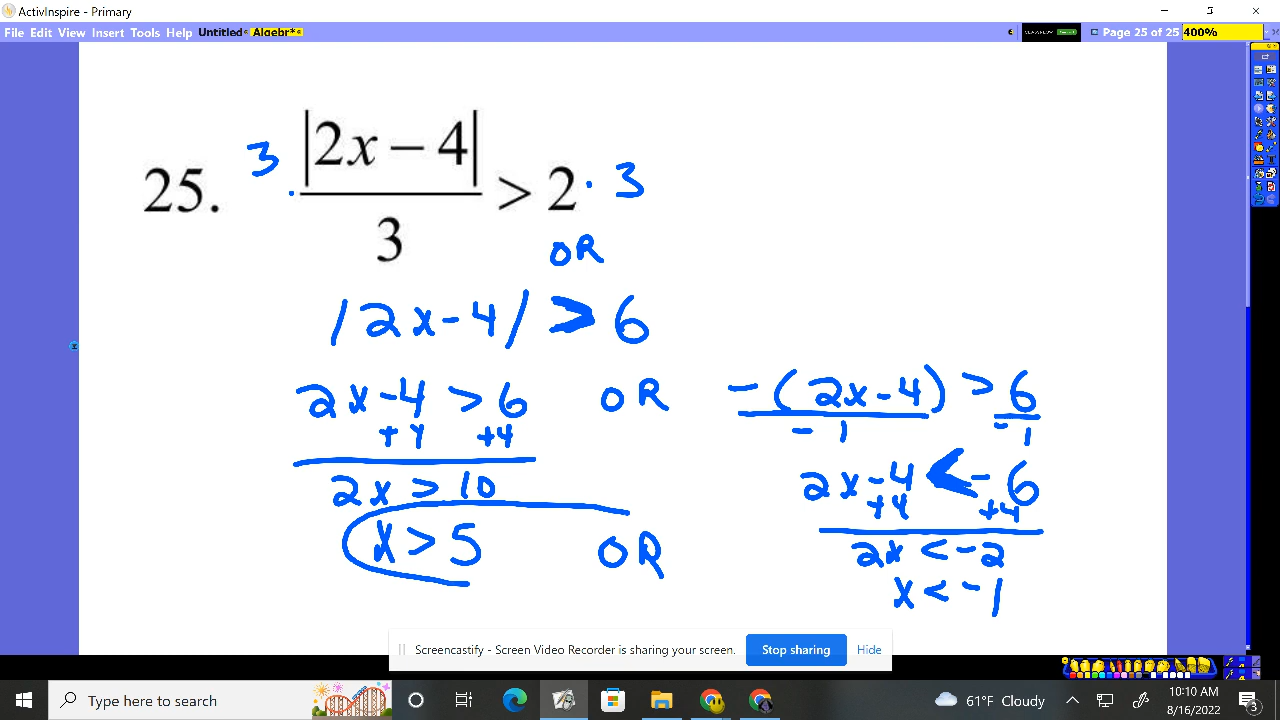 ActivInspire - Primary
File Edit View Insert Tools Help Untitled Algebr*
Page 25 of 25 400%
25. 3 · |2x − 4| / 3 > 2 · 3
OR
|2x-4| > 6
2x-4 > 6 OR -(2x-4) > 6
+4 +4 -1 -1
2x > 10 2x-4 < -6
+4 +4
x > 5 OR 2x < -2
x < -1
Screencastify - Screen Video Recorder is sharing your screen. Stop sharing Hide
Type here to search
61°F Cloudy
10:10 AM
8/16/2022
3